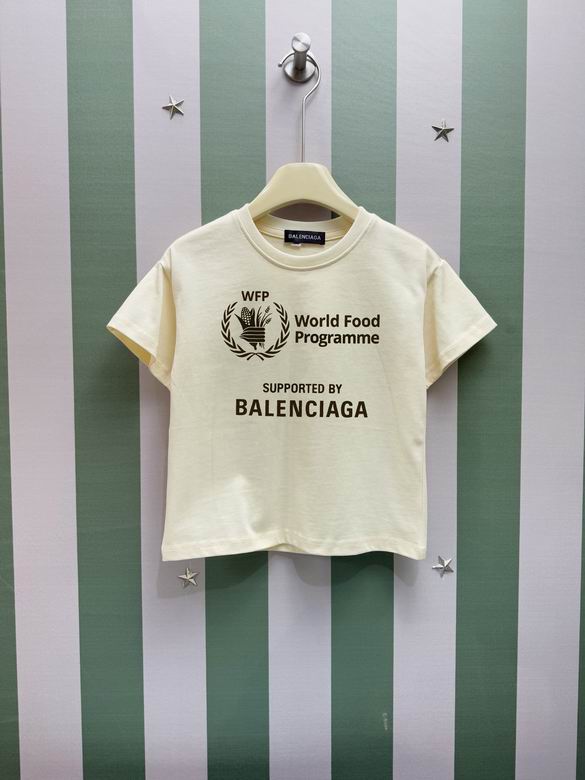 BALENCIAGA
WFP
World Food
Programme
SUPPORTED BY
BALENCIAGA